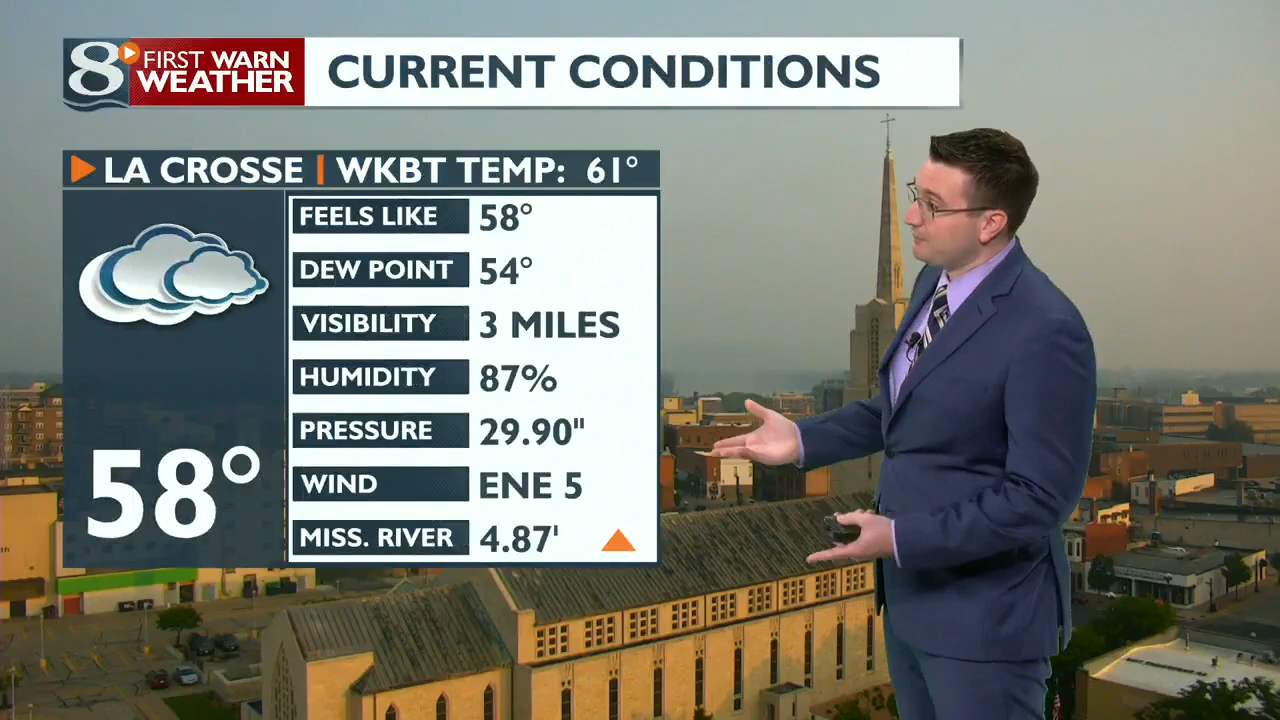 8 FIRST WARN
WEATHER
CURRENT CONDITIONS
LA CROSSE | WKBT TEMP: 61°
58°
FEELS LIKE 58°
DEW POINT 54°
VISIBILITY 3 MILES
HUMIDITY 87%
PRESSURE 29.90"
WIND ENE 5
MISS. RIVER 4.87'